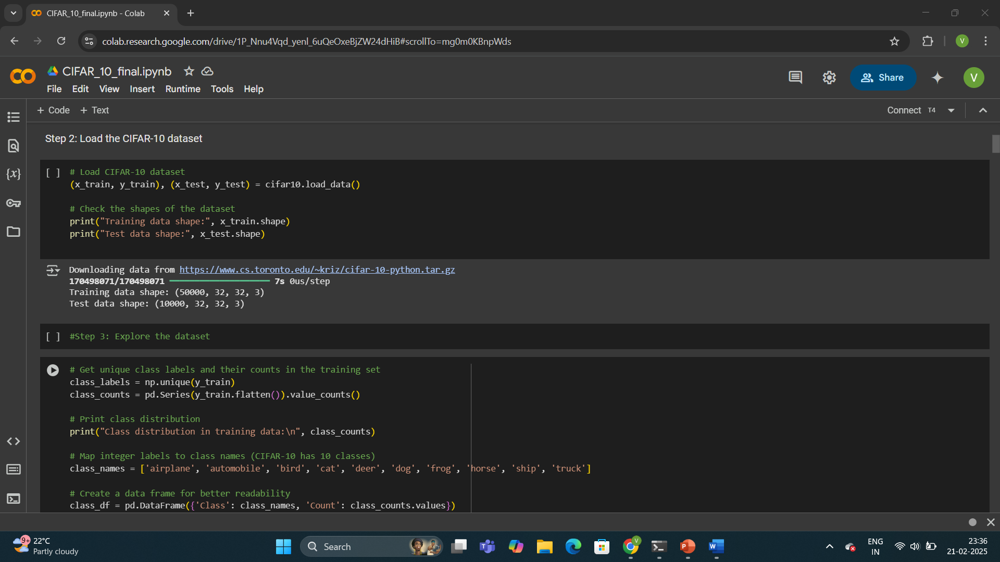 CIFAR_10_final.ipynb - Colab
colab.research.google.com/drive/1P_Nnu4Vqd_yenl_6uQeOxeBjZW24dHiB#scrollTo=mg0m0KBnpWds
V
CIFAR_10_final.ipynb
File Edit View Insert Runtime Tools Help
Share
V
+ Code + Text
Connect T4
Step 2: Load the CIFAR-10 dataset
[ ] # Load CIFAR-10 dataset
(x_train, y_train), (x_test, y_test) = cifar10.load_data()
# Check the shapes of the dataset
print("Training data shape:", x_train.shape)
print("Test data shape:", x_test.shape)
Downloading data from https://www.cs.toronto.edu/~kriz/cifar-10-python.tar.gz
170498071/170498071 7s 0us/step
Training data shape: (50000, 32, 32, 3)
Test data shape: (10000, 32, 32, 3)
[ ] #Step 3: Explore the dataset
# Get unique class labels and their counts in the training set
class_labels = np.unique(y_train)
class_counts = pd.Series(y_train.flatten()).value_counts()
# Print class distribution
print("Class distribution in training data:\n", class_counts)
# Map integer labels to class names (CIFAR-10 has 10 classes)
class_names = ['airplane', 'automobile', 'bird', 'cat', 'deer', 'dog', 'frog', 'horse', 'ship', 'truck']
# Create a data frame for better readability
class_df = pd.DataFrame({'Class': class_names, 'Count': class_counts.values})
9+
22°C
Partly cloudy
Search
V
ENG
IN
23:36
21-02-2025